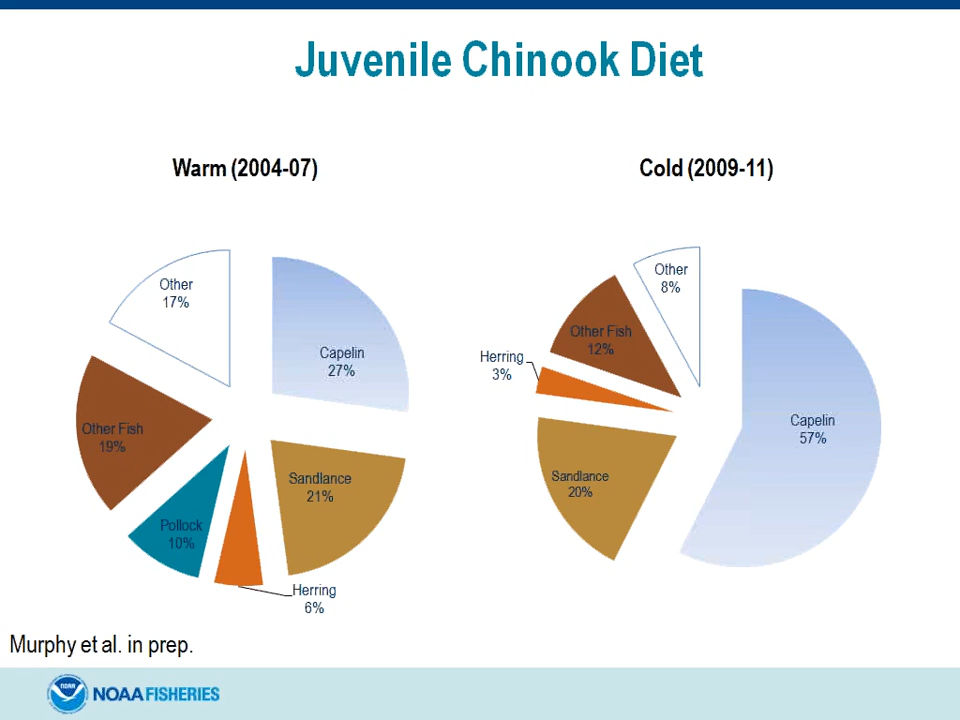 Juvenile Chinook Diet
Warm (2004-07)
Other
17%
Capelin
27%
Other Fish
19%
Sandlance
21%
Pollock
10%
Herring
6%
Cold (2009-11)
Other
8%
Other Fish
12%
Herring
3%
Capelin
57%
Sandlance
20%
Murphy et al. in prep.
NOAA
NOAA FISHERIES